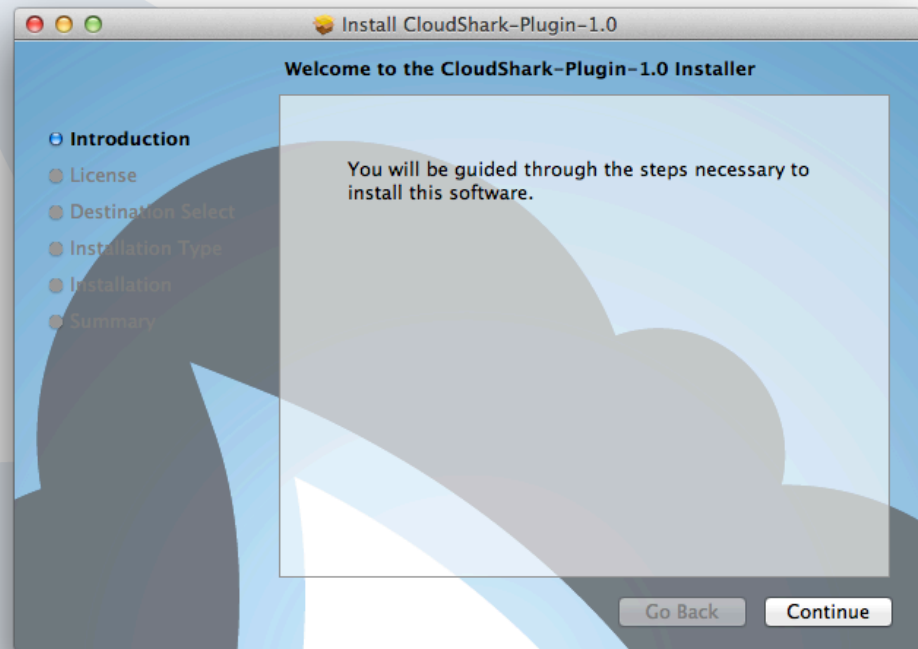 Install CloudShark-Plugin-1.0
Welcome to the CloudShark-Plugin-1.0 Installer
Introduction
License
Destination Select
Installation Type
Installation
Summary
You will be guided through the steps necessary to
install this software.
Go Back
Continue